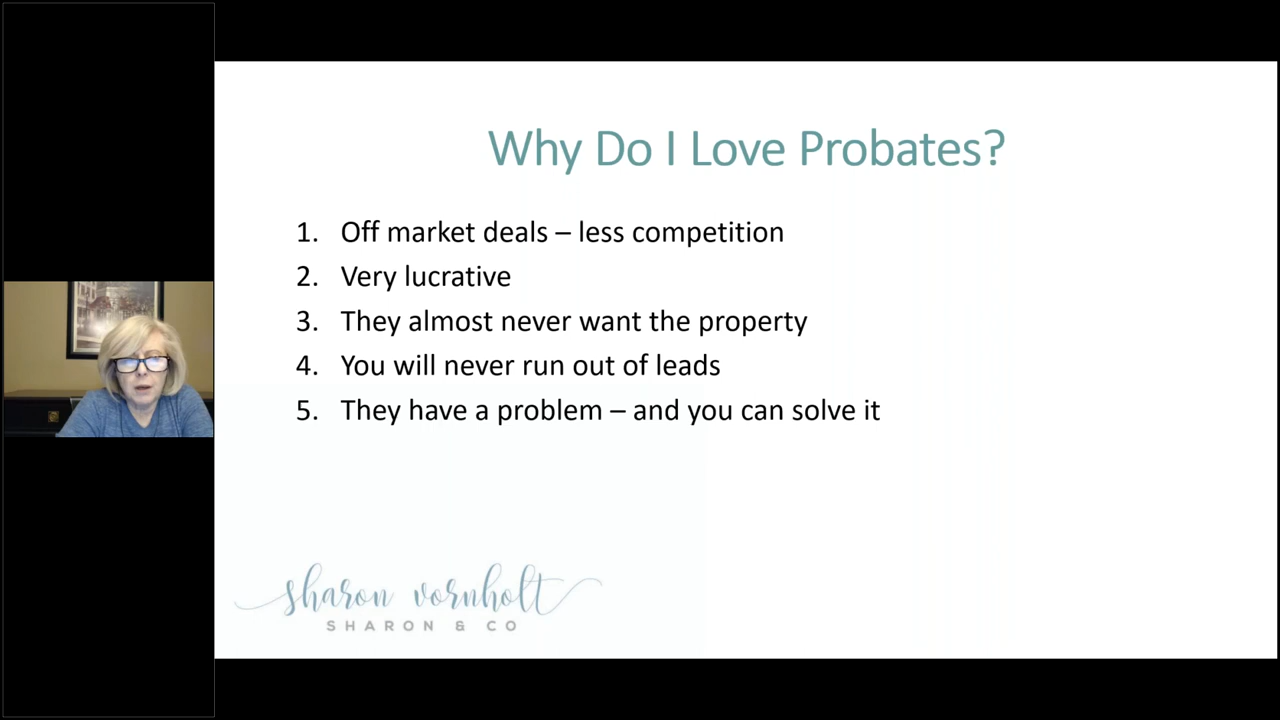 Why Do I Love Probates?
1. Off market deals – less competition
2. Very lucrative
3. They almost never want the property
4. You will never run out of leads
5. They have a problem – and you can solve it
sharon vornholt
SHARON & CO